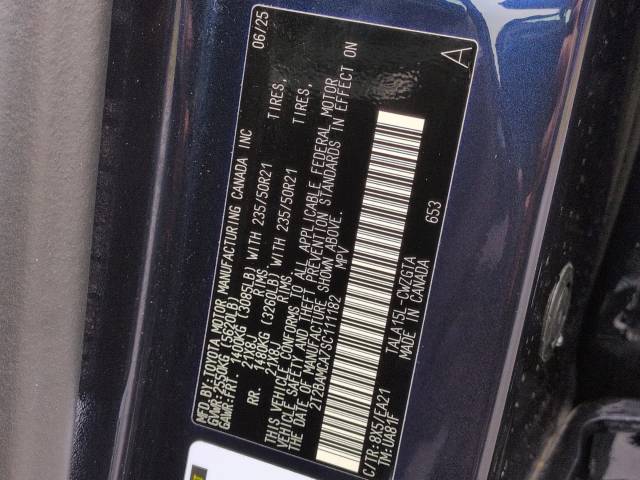 MFD. BY: TOYOTA MOTOR MANUFACTURING CANADA INC 06/25
GVWR: 2550KG (5620LB)
GAWR: FRT. 1400KG (3085LB) WITH 235/50R21 TIRES,
21X8J RIMS
RR. 1480KG (3260LB) WITH 235/50R21 TIRES,
21X8J RIMS
VEHICLE CONFORMS TO ALL APPLICABLE FEDERAL MOTOR
VEHICLE SAFETY AND THEFT PREVENTION STANDARDS IN EFFECT ON
THE DATE OF MANUFACTURE SHOWN ABOVE.
2T2BAMCA7SC111182 MPV
A
C/TR:8X5/EA21 TALA15L-CWZGTA 653
TM:UA81F MADE IN CANADA